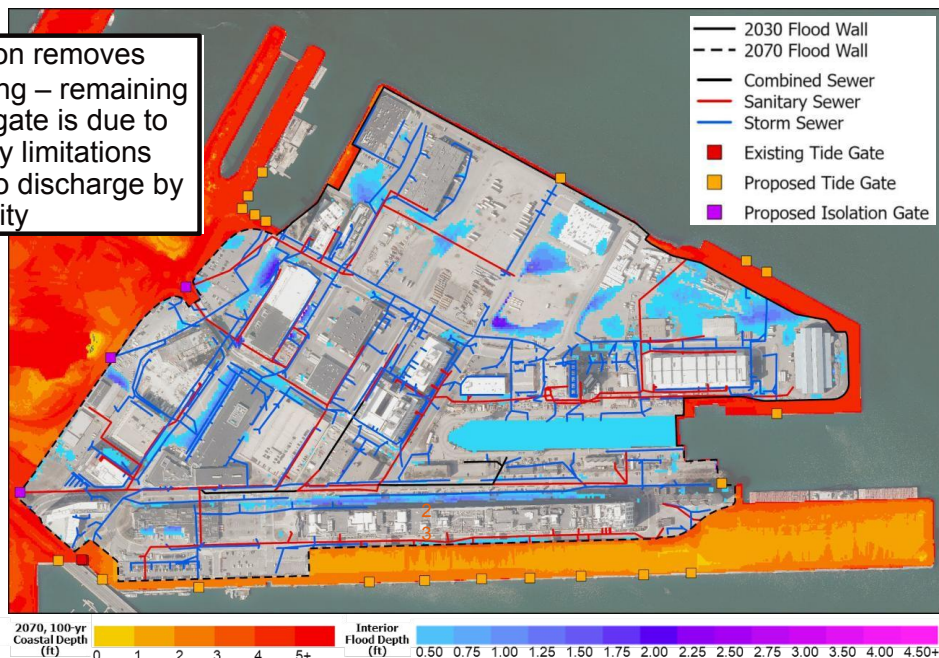 on removes
ng – remaining
gate is due to
y limitations
o discharge by
ity
2030 Flood Wall
2070 Flood Wall
Combined Sewer
Sanitary Sewer
Storm Sewer
Existing Tide Gate
Proposed Tide Gate
Proposed Isolation Gate
2
3
2070, 100-yr
Coastal Depth
(ft)
0 1 2 3 4 5+
Interior
Flood Depth
(ft)
0.50 0.75 1.00 1.25 1.50 1.75 2.00 2.25 2.50 2.75 3.00 3.50 4.00 4.50+